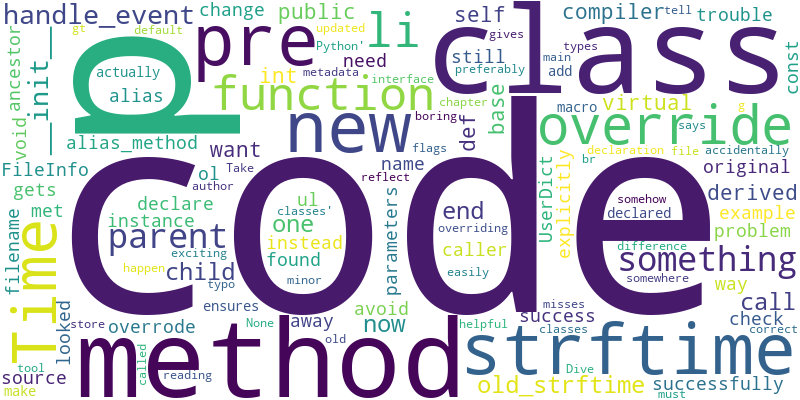 handle_event
change
public
self
compiler
tell
trouble
gt
default
updated
Python'
li
pre
class
gives
types
const
ancestor
void
__init__
p
actually
alias
need
int
metadata
interface
still
preferably
main
add
function
chapter
base
macro
virtual
g
new
boring
flags
def
override
says
alias_method
want
name
declaration
file
accidentally
FileInfo
ol
Take
reflect
br
original
gets
author
code
UserDict
explicitly
derived
met
declare
ul
classes'
parameters
end
somehow
declared
example
instance
one
overriding
problem
filename
Time
parent
instead
caller
difference
exciting
found
something
happen
child
minor
easily
somewhere
way
looked
typo
store
ensures
avoid
misses
call
overrode
None
away
now
helpful
success
check
old
classes
correct
method
strftime
tool
called
reading
Dive
source
make
old_strftime
successfully
must